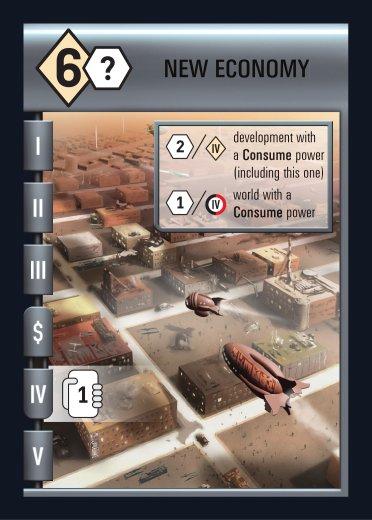 6 ?
NEW ECONOMY
I
2 / IV development with
a Consume power
(including this one)
1 / IV world with a
Consume power
II
III
$
IV 1
V